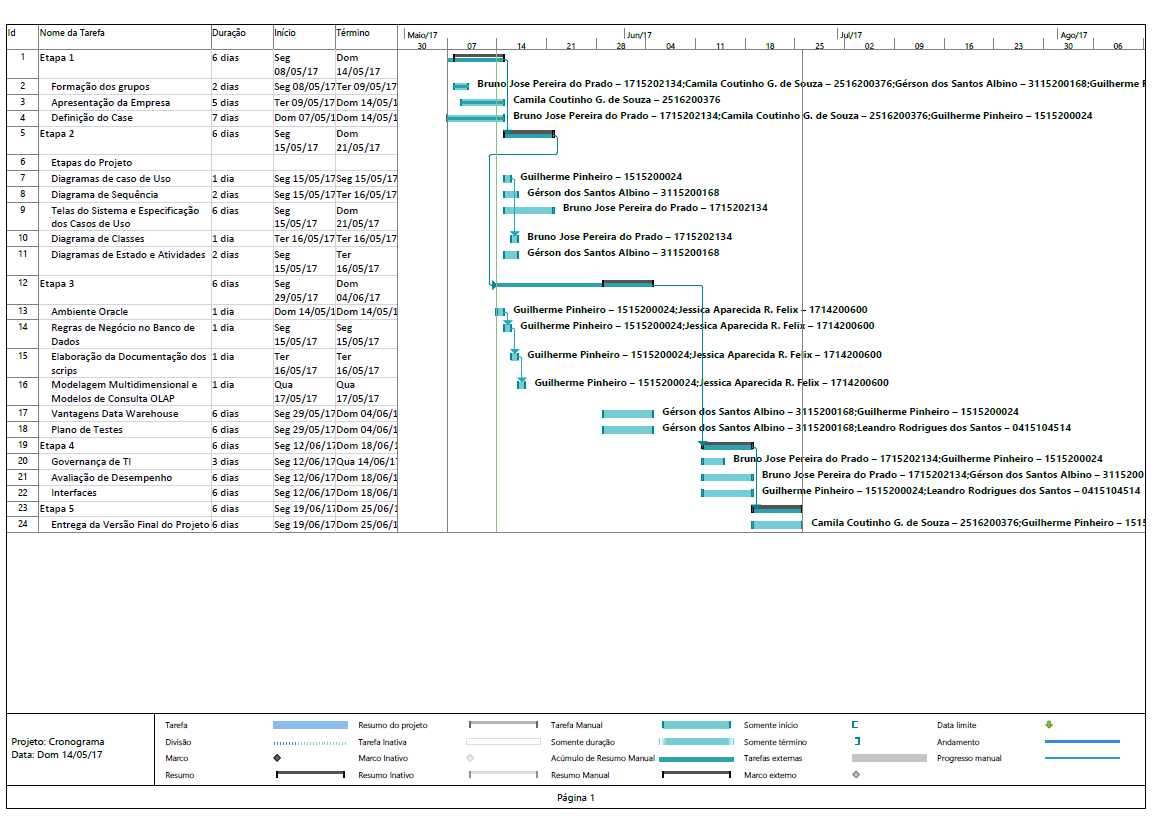 Id Nome da Tarefa Duração Início Término Maio/17 Jun/17 Jul/17 Ago/17
30 07 14 21 28 04 11 18 25 02 09 16 23 30 06
1 Etapa 1 6 dias Seg 08/05/17 Dom 14/05/17
2 Formação dos grupos 2 dias Seg 08/05/17 Ter 09/05/17 Bruno Jose Pereira do Prado – 1715202134;Camila Coutinho G. de Souza – 2516200376;Gérson dos Santos Albino – 3115200168;Guilherme
3 Apresentação da Empresa 5 dias Ter 09/05/17 Dom 14/05/1 Camila Coutinho G. de Souza – 2516200376
4 Definição do Case 7 dias Dom 07/05/1 Dom 14/05/1 Bruno Jose Pereira do Prado – 1715202134;Camila Coutinho G. de Souza – 2516200376;Guilherme Pinheiro – 1515200024
5 Etapa 2 6 dias Seg 15/05/17 Dom 21/05/17
6 Etapas do Projeto
7 Diagramas de caso de Uso 1 dia Seg 15/05/17 Seg 15/05/17 Guilherme Pinheiro – 1515200024
8 Diagrama de Sequência 2 dias Seg 15/05/17 Ter 16/05/17 Gérson dos Santos Albino – 3115200168
9 Telas do Sistema e Especificação dos Casos de Uso 6 dias Seg 15/05/17 Dom 21/05/17 Bruno Jose Pereira do Prado – 1715202134
10 Diagrama de Classes 1 dia Ter 16/05/17 Ter 16/05/17 Bruno Jose Pereira do Prado – 1715202134
11 Diagramas de Estado e Atividades 2 dias Seg 15/05/17 Ter 16/05/17 Gérson dos Santos Albino – 3115200168
12 Etapa 3 6 dias Seg 29/05/17 Dom 04/06/17
13 Ambiente Oracle 1 dia Dom 14/05/1 Dom 14/05/1 Guilherme Pinheiro – 1515200024;Jessica Aparecida R. Felix – 1714200600
14 Regras de Negócio no Banco de Dados 1 dia Seg 15/05/17 Seg 15/05/17 Guilherme Pinheiro – 1515200024;Jessica Aparecida R. Felix – 1714200600
15 Elaboração da Documentação dos scrips 1 dia Ter 16/05/17 Ter 16/05/17 Guilherme Pinheiro – 1515200024;Jessica Aparecida R. Felix – 1714200600
16 Modelagem Multidimensional e Modelos de Consulta OLAP 1 dia Qua 17/05/17 Qua 17/05/17 Guilherme Pinheiro – 1515200024;Jessica Aparecida R. Felix – 1714200600
17 Vantagens Data Warehouse 6 dias Seg 29/05/17 Dom 04/06/1 Gérson dos Santos Albino – 3115200168;Guilherme Pinheiro – 1515200024
18 Plano de Testes 6 dias Seg 29/05/17 Dom 04/06/1 Gérson dos Santos Albino – 3115200168;Leandro Rodrigues dos Santos – 0415104514
19 Etapa 4 6 dias Seg 12/06/17 Dom 18/06/1
20 Governança de TI 3 dias Seg 12/06/17 Qua 14/06/1 Bruno Jose Pereira do Prado – 1715202134;Guilherme Pinheiro – 1515200024
21 Avaliação de Desempenho 6 dias Seg 12/06/17 Dom 18/06/1 Bruno Jose Pereira do Prado – 1715202134;Gérson dos Santos Albino – 3115200
22 Interfaces 6 dias Seg 12/06/17 Dom 18/06/1 Guilherme Pinheiro – 1515200024;Leandro Rodrigues dos Santos – 0415104514
23 Etapa 5 6 dias Seg 19/06/17 Dom 25/06/1
24 Entrega da Versão Final do Projeto 6 dias Seg 19/06/17 Dom 25/06/1 Camila Coutinho G. de Souza – 2516200376;Guilherme Pinheiro – 1515
Projeto: Cronograma
Data: Dom 14/05/17
Tarefa Resumo do projeto Tarefa Manual Somente início Data limite
Divisão Tarefa Inativa Somente duração Somente término Andamento
Marco Marco Inativo Acúmulo de Resumo Manual Tarefas externas Progresso manual
Resumo Resumo Inativo Resumo Manual Marco externo
Página 1